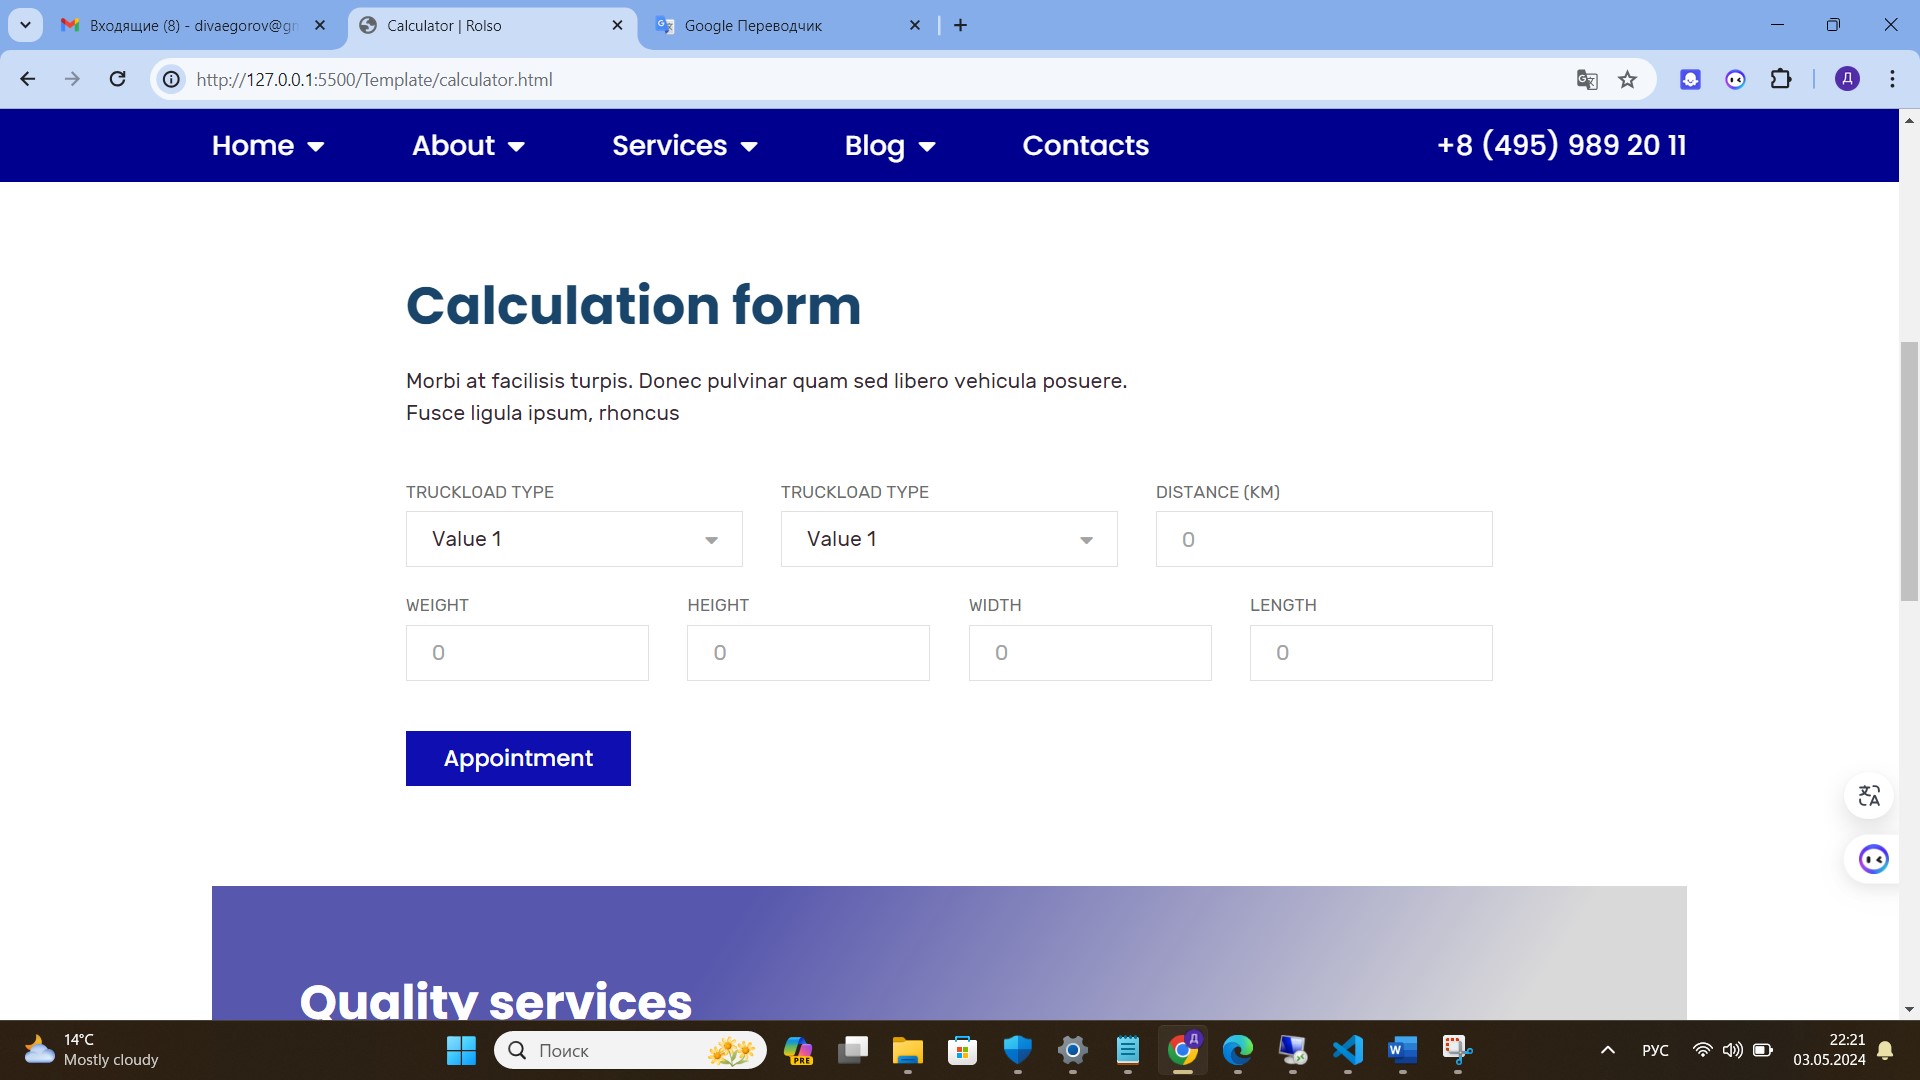 Входящие (8) - divaegorov@gm
Calculator | Rolso
Google Переводчик
http://127.0.0.1:5500/Template/calculator.html
Д
Home
About
Services
Blog
Contacts
+8 (495) 989 20 11
Calculation form
Morbi at facilisis turpis. Donec pulvinar quam sed libero vehicula posuere.
Fusce ligula ipsum, rhoncus
TRUCKLOAD TYPE
TRUCKLOAD TYPE
DISTANCE (KM)
Value 1
Value 1
0
WEIGHT
HEIGHT
WIDTH
LENGTH
0
0
0
0
Appointment
Quality services
14°C
Mostly cloudy
Поиск
PRE
РУС
22:21
03.05.2024